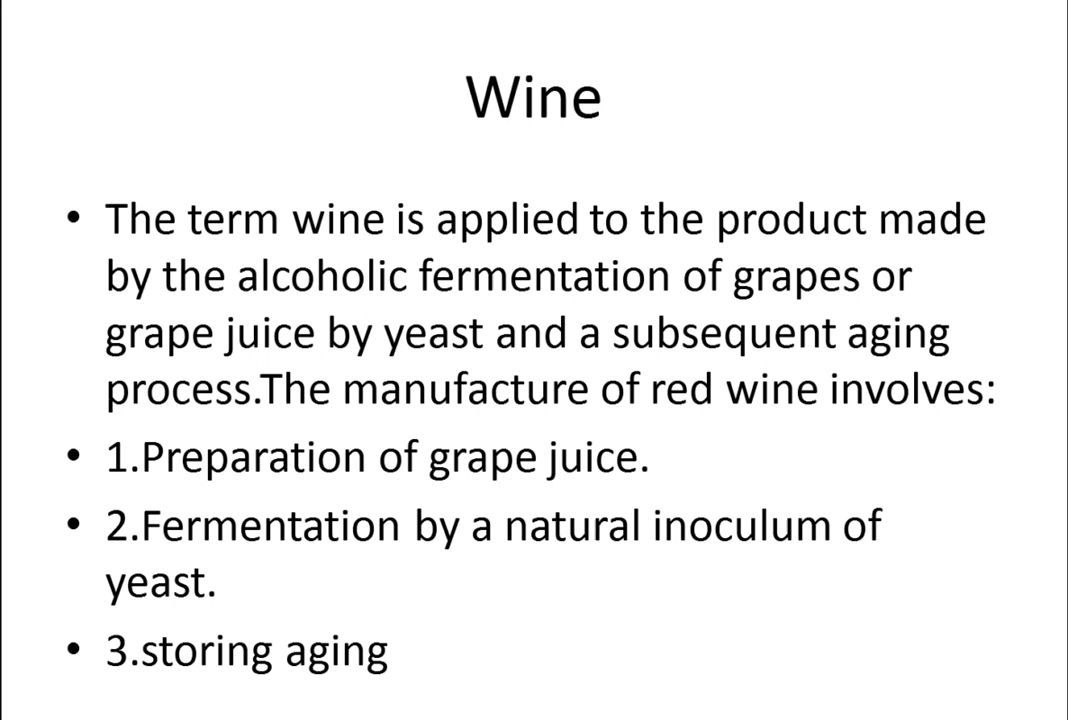 Wine
• The term wine is applied to the product made
by the alcoholic fermentation of grapes or
grape juice by yeast and a subsequent aging
process.The manufacture of red wine involves:
• 1.Preparation of grape juice.
• 2.Fermentation by a natural inoculum of
yeast.
• 3.storing aging